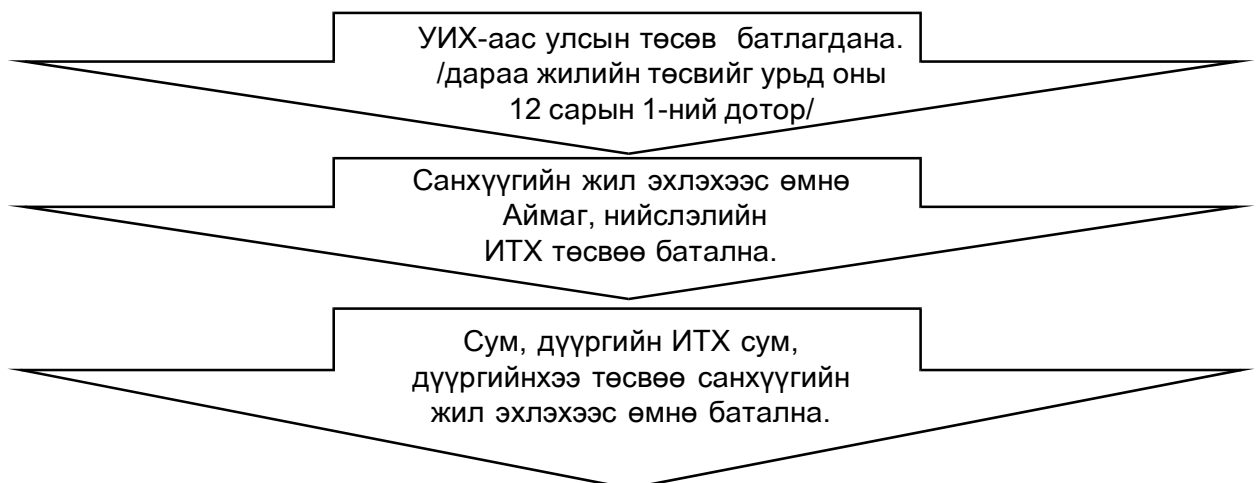 УИХ-аас улсын төсөв батлагдана.
/дараа жилийн төсвийг урьд оны
12 сарын 1-ний дотор/
Санхүүгийн жил эхлэхээс өмнө
Аймаг, нийслэлийн
ИТХ төсвөө батална.
Сум, дүүргийн ИТХ сум,
дүүргийнхээ төсвөө санхүүгийн
жил эхлэхээс өмнө батална.